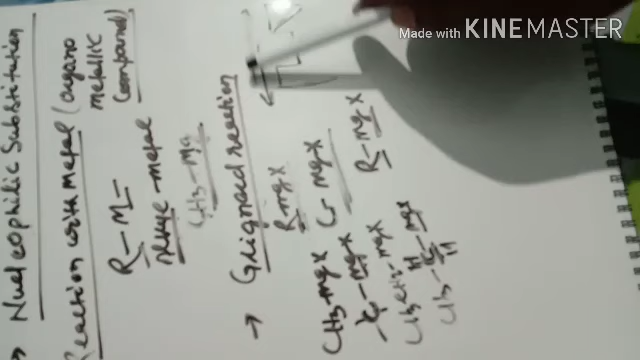 Made with KINEMASTER
→ Nucleophilic Substitution
Reaction with metal (Organo
metallic
Compound)
R-M-
alkyl-metal
CH3-Mg
→ Grignard reaction
R-mgX
C-mgX
CH3-mgX
-C-mgX
R-mgX
CH3CH2-mgX